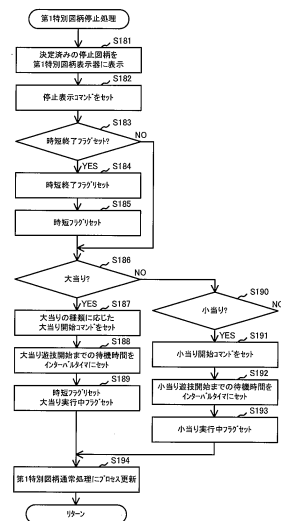 第1特別図柄停止処理
S181
決定済みの停止図柄を
第1特別図柄表示器に表示
S182
停止表示コマンドをセット
S183
時短終了フラグセット?
NO
YES
S184
時短終了フラグリセット
S185
時短フラグリセット
S186
大当り?
NO
YES
S187
大当りの種類に応じた
大当り開始コマンドをセット
S188
大当り遊技開始までの待機時間を
インターバルタイマにセット
S189
時短フラグリセット
大当り実行中フラグセット
S190
小当り?
NO
YES
S191
小当り開始コマンドをセット
S192
小当り遊技開始までの待機時間を
インターバルタイマにセット
S193
小当り実行中フラグセット
S194
第1特別図柄通常処理にプロセス更新
リターン